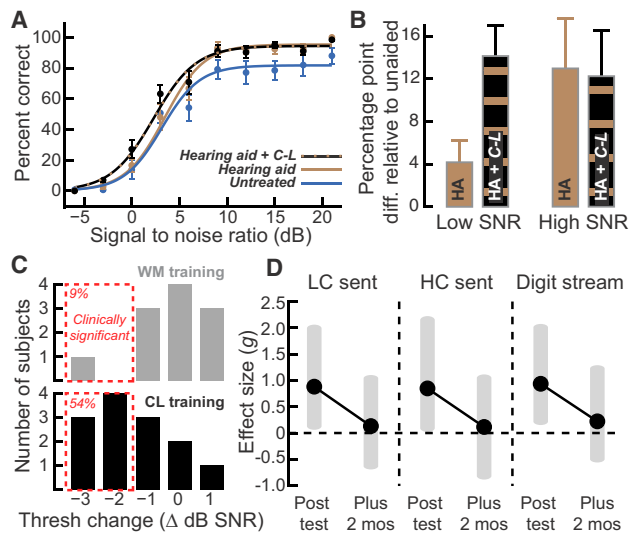 A
Percent correct
100
80
60
40
20
0
Hearing aid + C-L
Hearing aid
Untreated
−5 0 5 10 15 20
Signal to noise ratio (dB)
B
Percentage point
diff. relative to unaided
16
12
8
4
0
HA
HA + C-L
HA
HA + C-L
Low SNR High SNR
C
Number of subjects
WM training
4
3
2
1
9%
Clinically
significant
CL training
4
3
2
1
54%
−3 −2 −1 0 1
Thresh change (Δ dB SNR)
D
LC sent HC sent Digit stream
Effect size (g)
2.5
2.0
1.5
1.0
0.5
0
-0.5
-1.0
Post Plus Post Plus Post Plus
test 2 mos test 2 mos test 2 mos